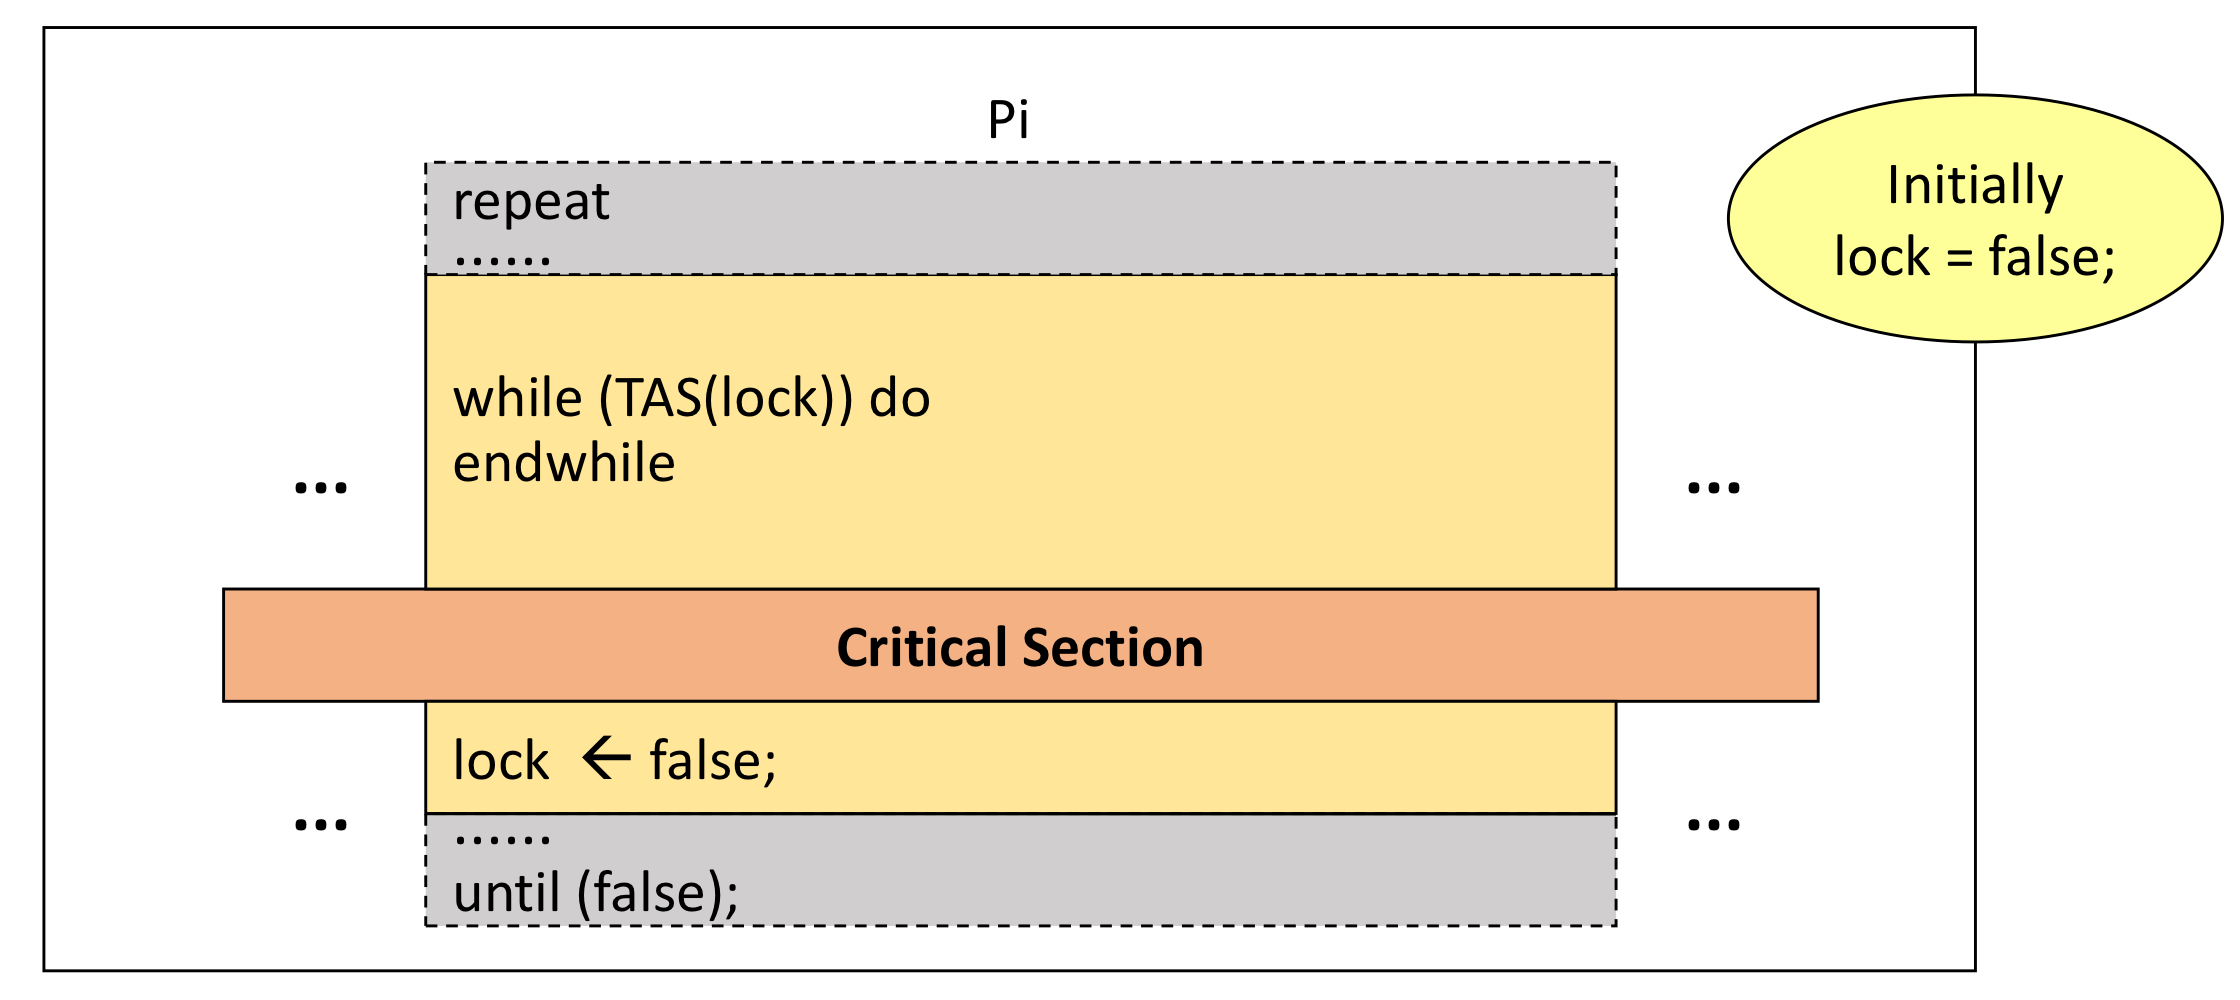 Pi
Initially
lock = false;
repeat
......
while (TAS(lock)) do
endwhile
... ...
Critical Section
lock ← false;
... ...
......
until (false);